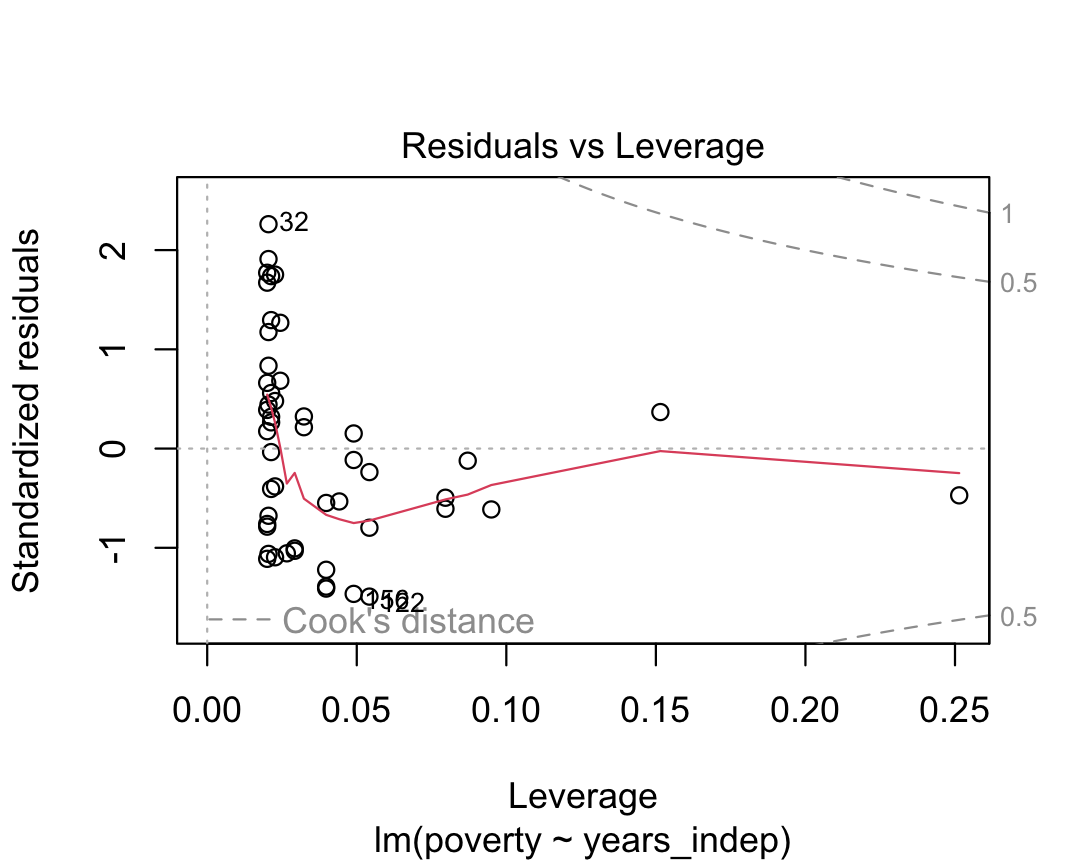 Residuals vs Leverage
Standardized residuals
2
1
0
-1
32
122
1
0.5
0.5
Cook's distance
0.00 0.05 0.10 0.15 0.20 0.25
Leverage
lm(poverty ~ years_indep)